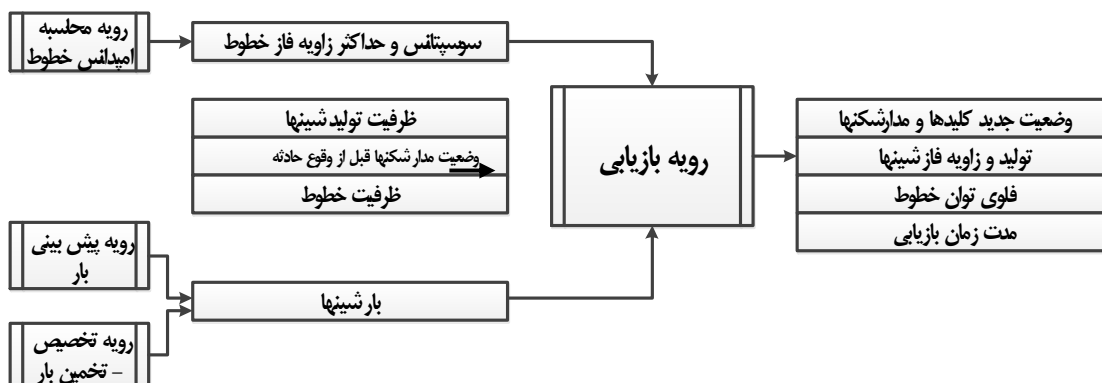 رویه محاسبه
امپدانس خطوط
سوسپتانس و حداکثر زاویه فاز خطوط
ظرفیت تولید شینها
وضعیت مدار شکنها قبل از وقوع حادثه
ظرفیت خطوط
رویه بازیابی
وضعیت جدید کلیدها و مدارشکنها
تولید و زاویه فاز شینها
فلوی توان خطوط
مدت زمان بازیابی
رویه پیش بینی
بار
بار شینها
رویه تخصیص
– تخمین بار